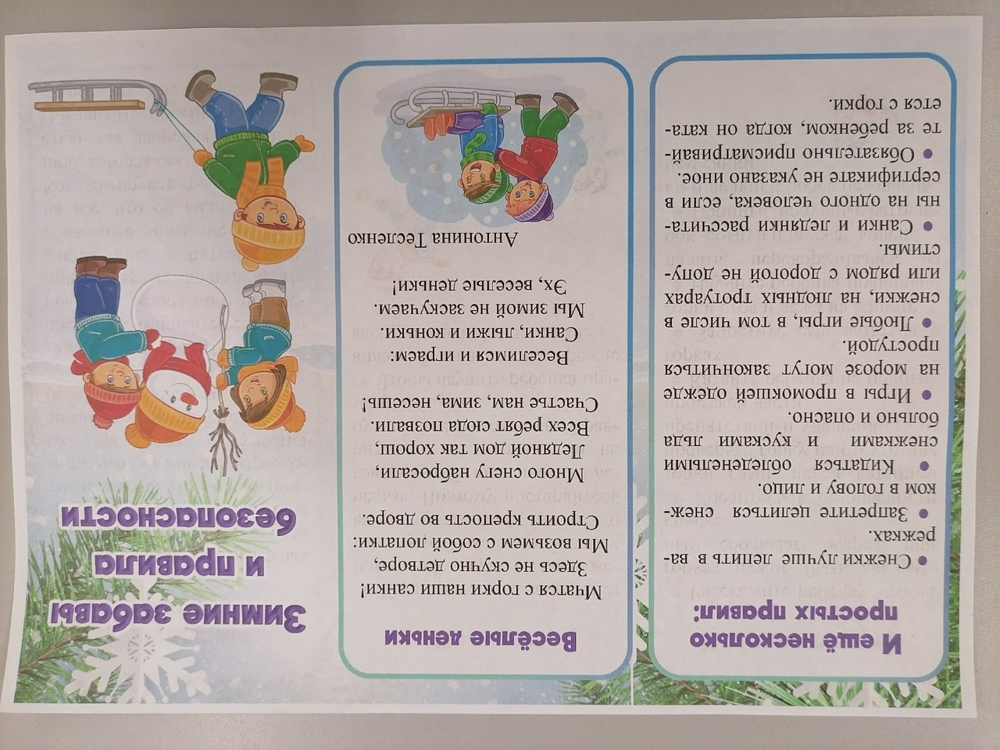 И ещё несколько
простых правил:
● Снежки лучше лепить в ва-
режках.
● Запретите целиться снеж-
ком в голову и лицо.
● Кидаться обледенелыми
снежками и кусками льда
больно и опасно.
● Игры в промокшей одежде
на морозе могут закончиться
простудой.
● Любые игры, в том числе в
снежки, на людных тротуарах
или рядом с дорогой не допу-
стимы.
● Санки и ледянки рассчита-
ны на одного человека, если в
сертификате не указано иное.
● Обязательно присматривай-
те за ребёнком, когда он ката-
ется с горки.
Весёлые деньки
Мчатся с горки наши санки!
Здесь не скучно детворе,
Мы возьмем с собой лопатки:
Строить крепость во дворе.
Много снегу набросали,
Ледяной дом так хорош,
Всех ребят сюда позвали.
Счастье нам, зима, несешь!
Веселимся и играем:
Санки, лыжи и коньки.
Мы зимой не заскучаем.
Эх, веселые деньки!
Антонина Тесленко
Зимние забавы
и правила
безопасности